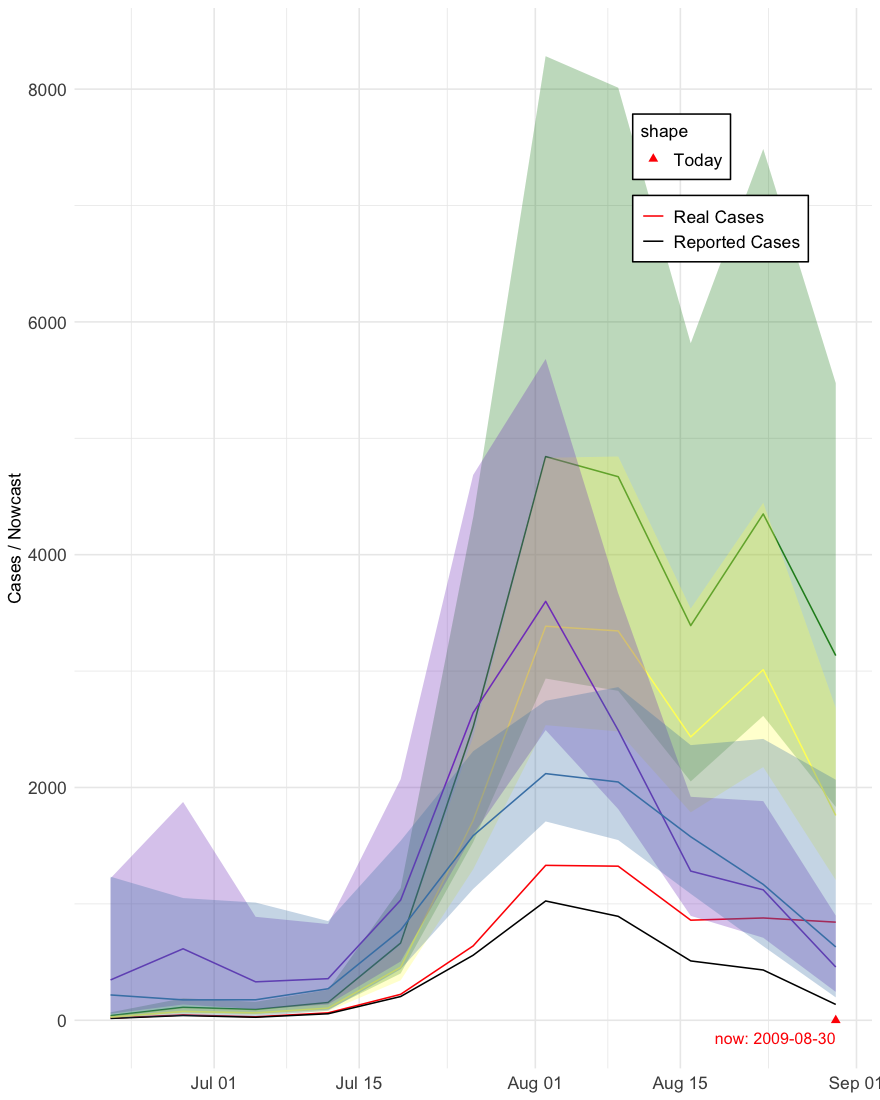 8000
6000
4000
2000
0
Cases / Nowcast
shape
Today
Real Cases
Reported Cases
now: 2009-08-30
Jul 01
Jul 15
Aug 01
Aug 15
Sep 01